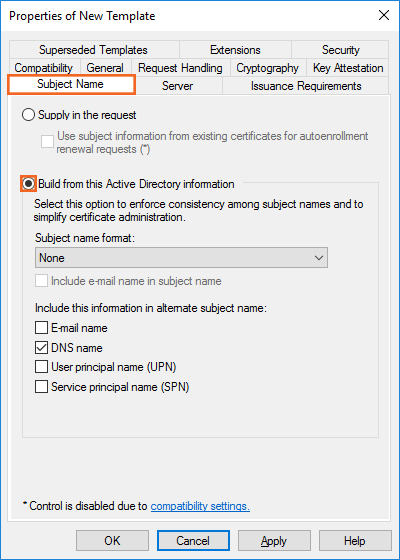 Properties of New Template
Superseded Templates Extensions Security
Compatibility General Request Handling Cryptography Key Attestation
Subject Name Server Issuance Requirements
Supply in the request
Use subject information from existing certificates for autoenrollment
renewal requests (*)
Build from this Active Directory information
Select this option to enforce consistency among subject names and to
simplify certificate administration.
Subject name format:
None
Include e-mail name in subject name
Include this information in alternate subject name:
E-mail name
DNS name
User principal name (UPN)
Service principal name (SPN)
* Control is disabled due to compatibility settings.
OK Cancel Apply Help